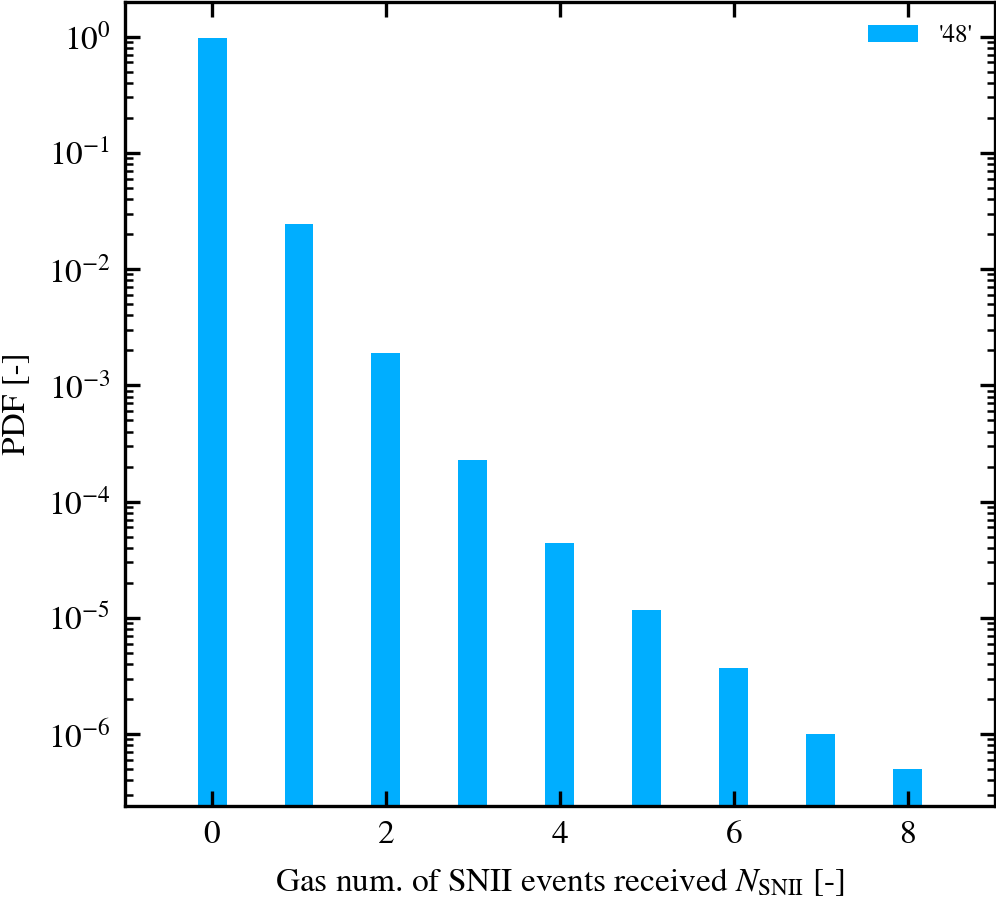 '48'
10⁰
10⁻¹
10⁻²
10⁻³
10⁻⁴
10⁻⁵
10⁻⁶
PDF [-]
0 2 4 6 8
Gas num. of SNII events received N_SNII [-]